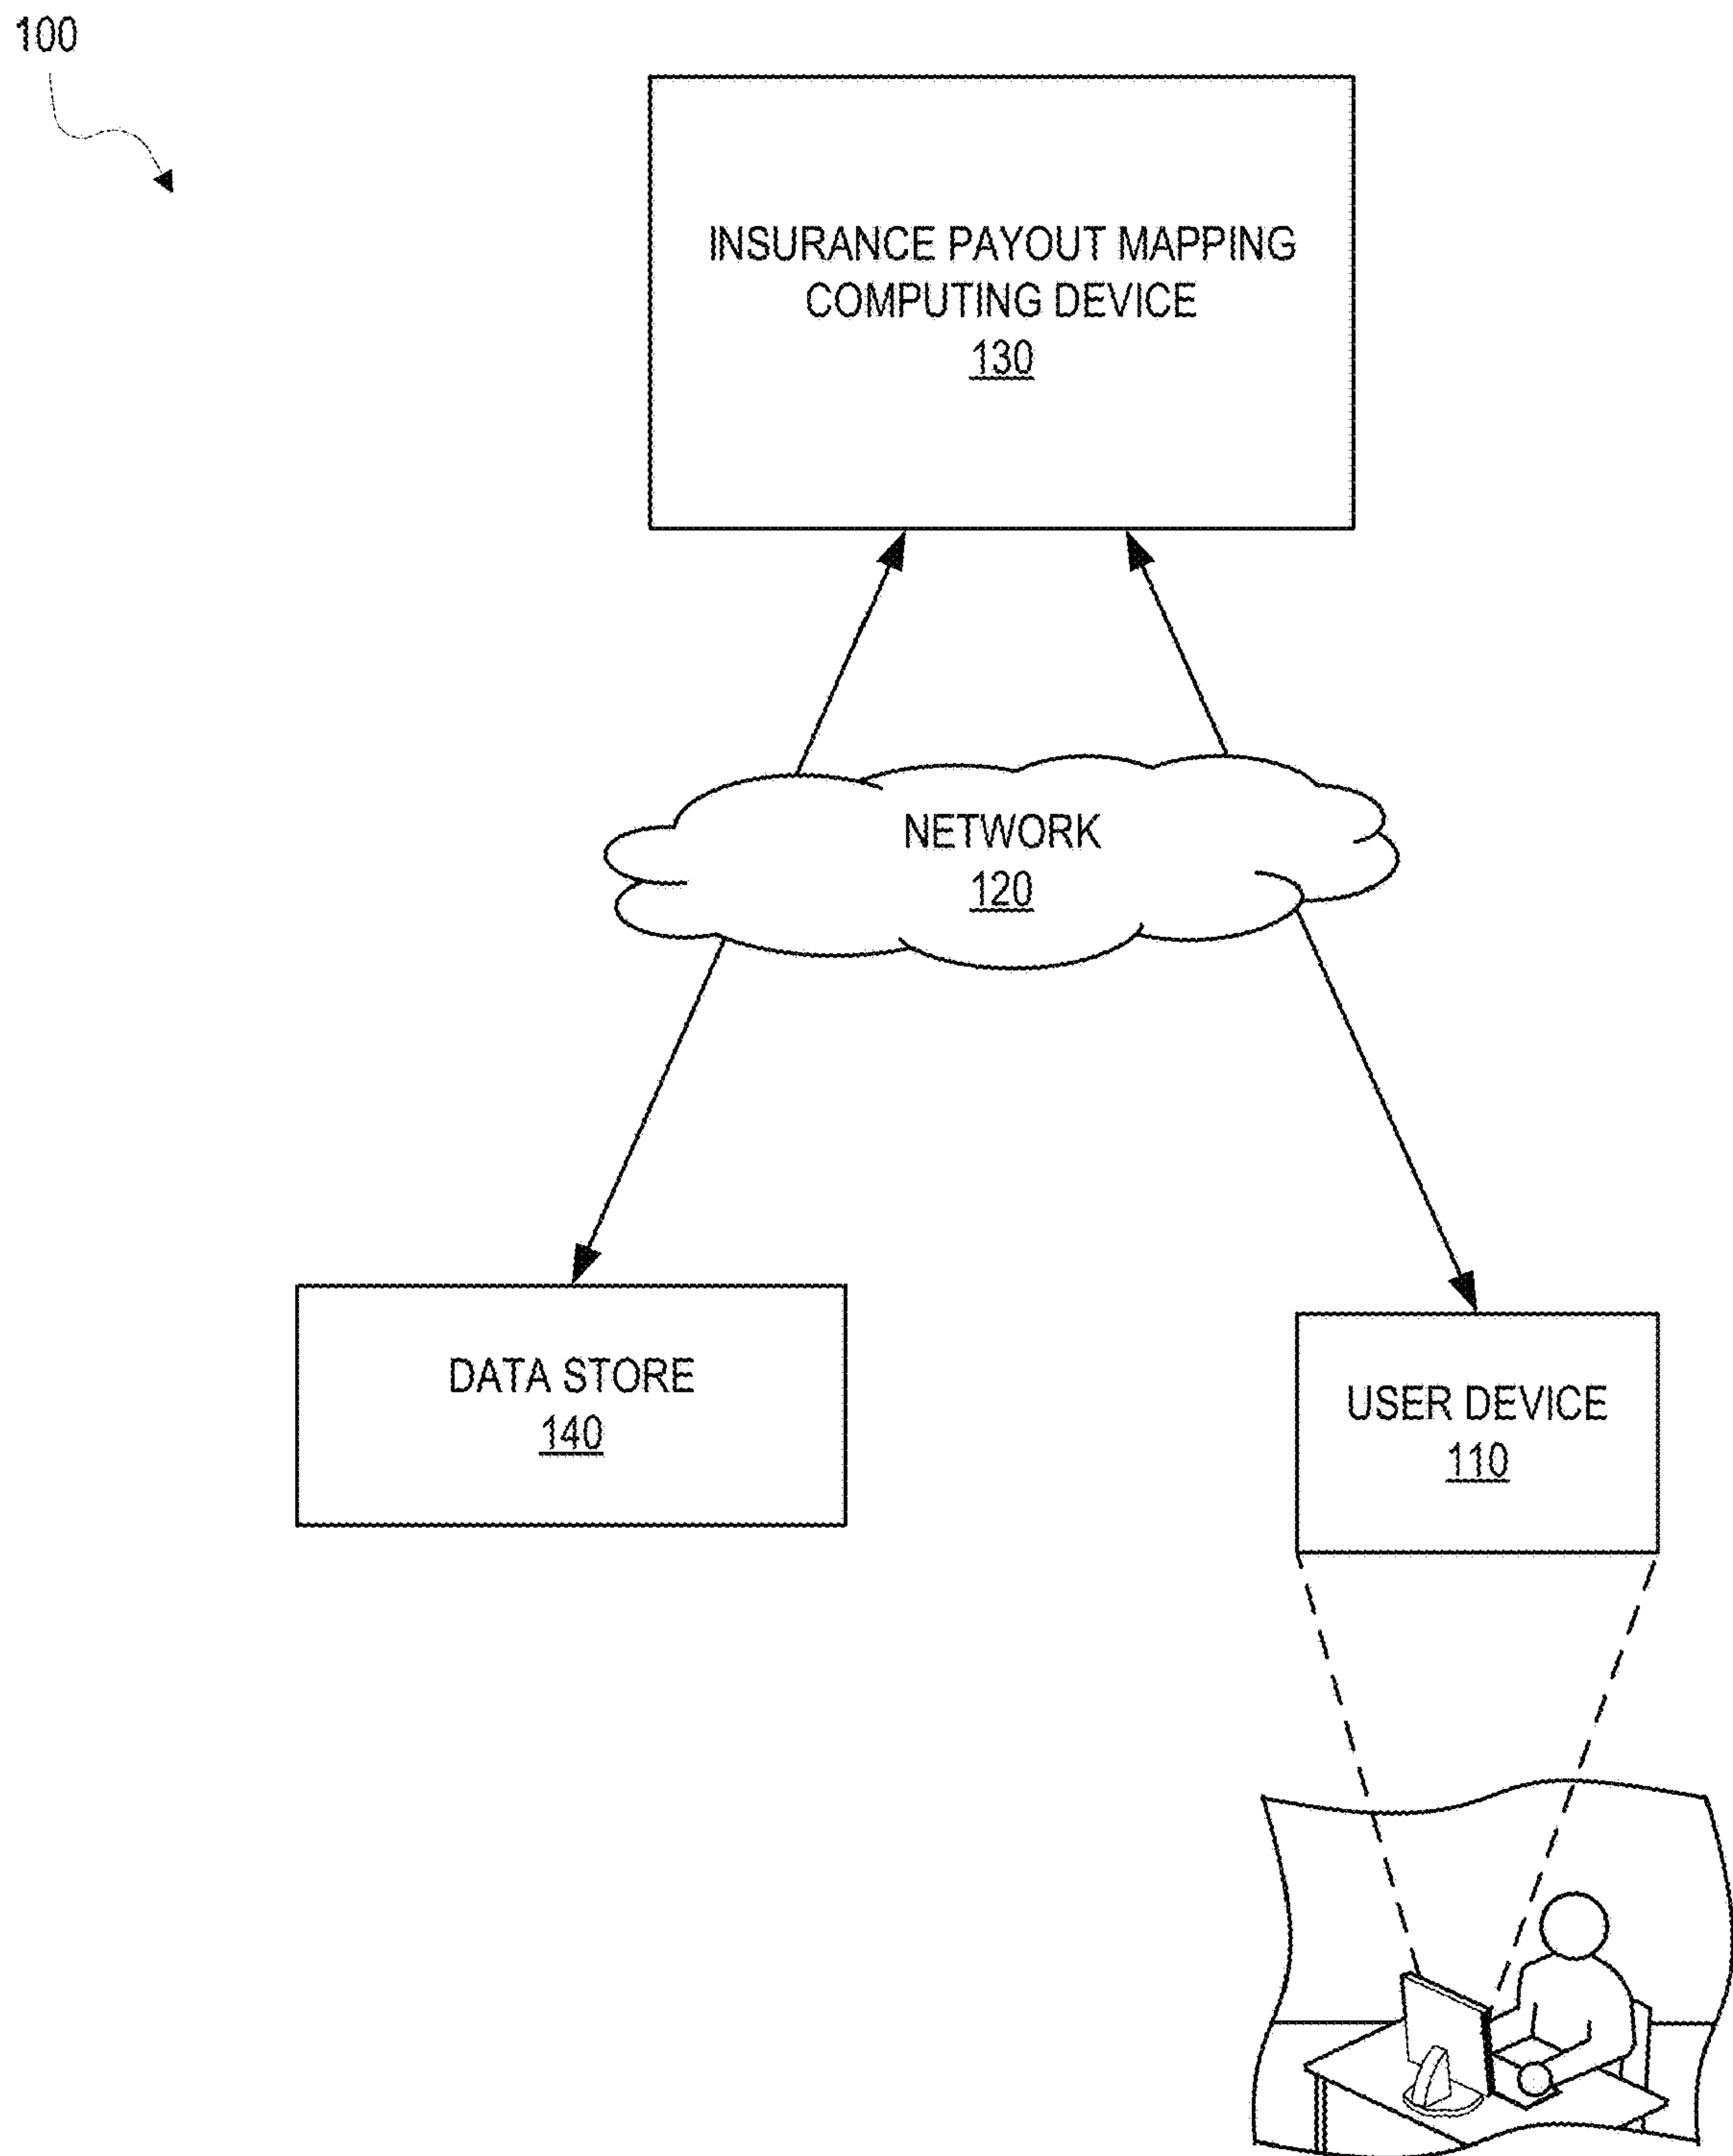 100
INSURANCE PAYOUT MAPPING
COMPUTING DEVICE
130
NETWORK
120
DATA STORE
140
USER DEVICE
110